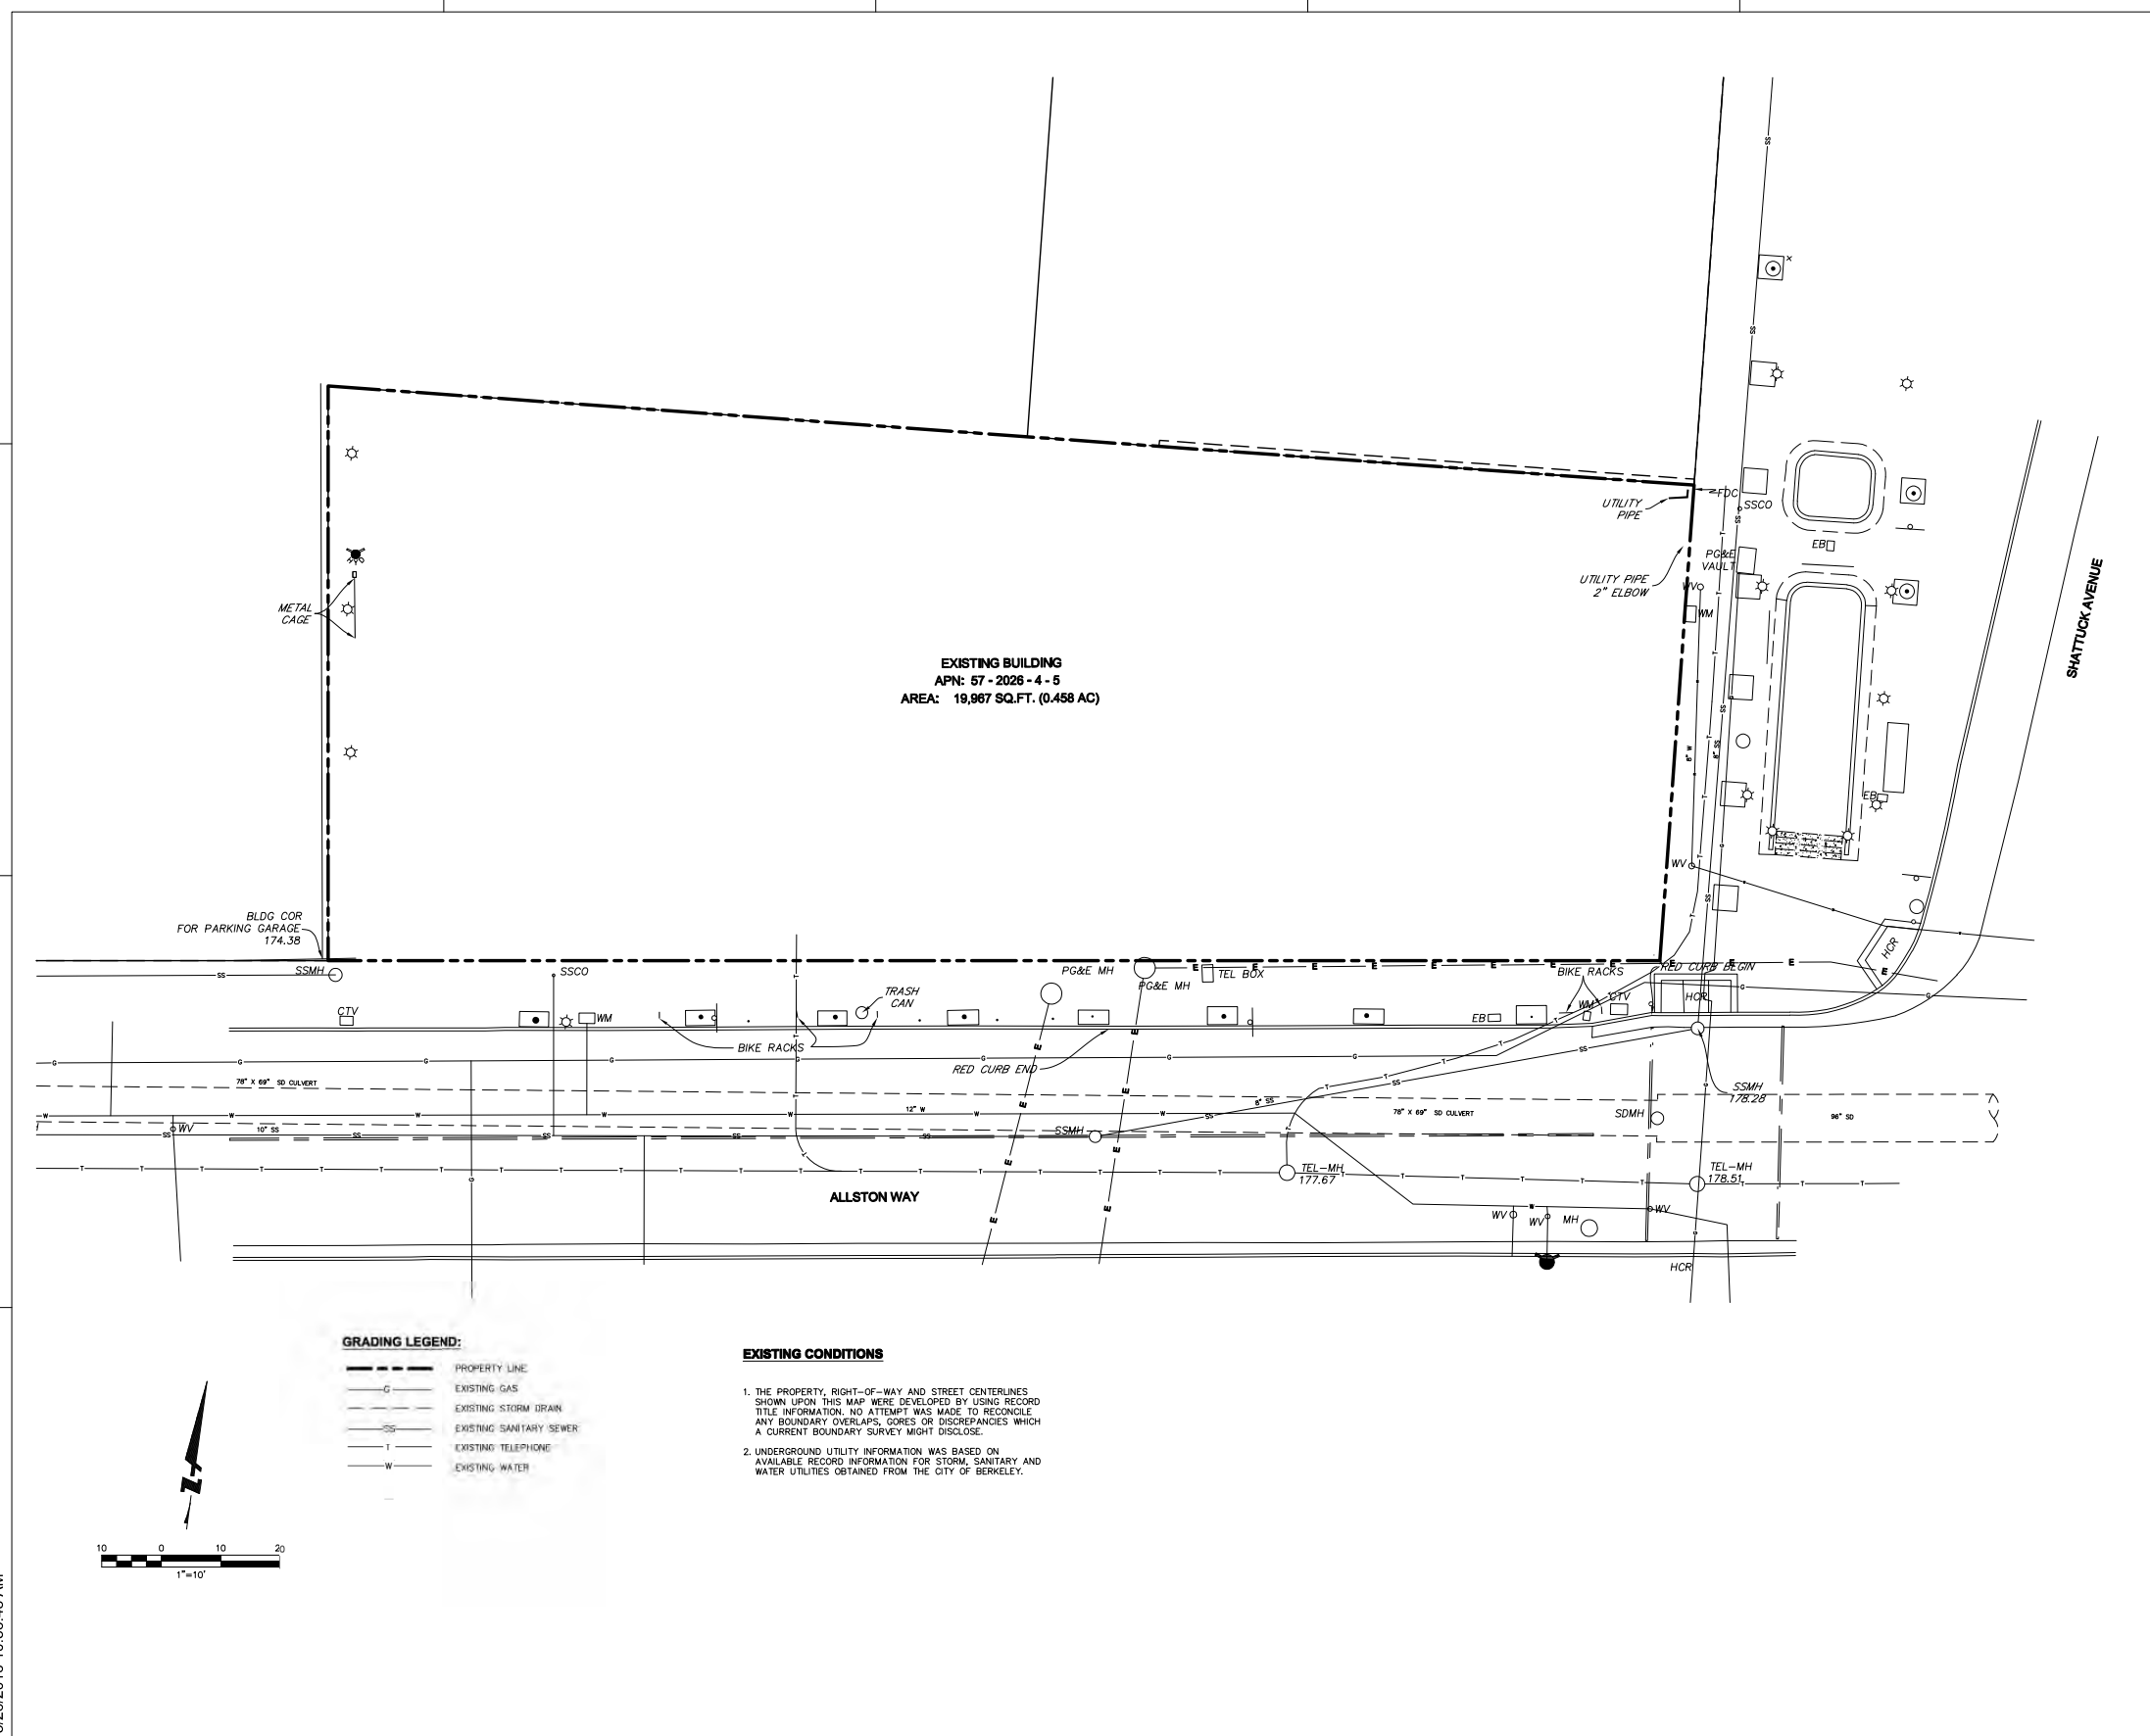 UTILITY
PIPE
FDC
SSCO
PG&E
VAULT
EB
UTILITY PIPE
2" ELBOW
WV
WM
SHATTUCK AVENUE
METAL
CAGE
EXISTING BUILDING
APN: 57 - 2026 - 4 - 5
AREA: 19,967 SQ.FT. (0.458 AC)
8" W
8" SS
EB
WV
BLDG COR
FOR PARKING GARAGE
174.38
SSMH
SSCO
PG&E MH
PG&E MH
TEL BOX
BIKE RACKS
RED CURB BEGIN
HCR
CTV
WM
TRASH
CAN
BIKE RACKS
RED CURB END
EB
WM
CTV
HCR
78" X 69" SD CULVERT
12" W
8" SS
78" X 69" SD CULVERT
SDMH
SSMH
178.28
96" SD
WV
10" SS
SSMH
TEL-MH
177.67
TEL-MH
178.51
ALLSTON WAY
WV
WV
MH
WV
HCR
GRADING LEGEND:
PROPERTY LINE
G EXISTING GAS
EXISTING STORM DRAIN
SS EXISTING SANITARY SEWER
T EXISTING TELEPHONE
W EXISTING WATER
EXISTING CONDITIONS
1. THE PROPERTY, RIGHT-OF-WAY AND STREET CENTERLINES
SHOWN UPON THIS MAP WERE DEVELOPED BY USING RECORD
TITLE INFORMATION. NO ATTEMPT WAS MADE TO RECONCILE
ANY BOUNDARY OVERLAPS, GORES OR DISCREPANCIES WHICH
A CURRENT BOUNDARY SURVEY MIGHT DISCLOSE.
2. UNDERGROUND UTILITY INFORMATION WAS BASED ON
AVAILABLE RECORD INFORMATION FOR STORM, SANITARY AND
WATER UTILITIES OBTAINED FROM THE CITY OF BERKELEY.
Z
10 0 10 20
1"=10'